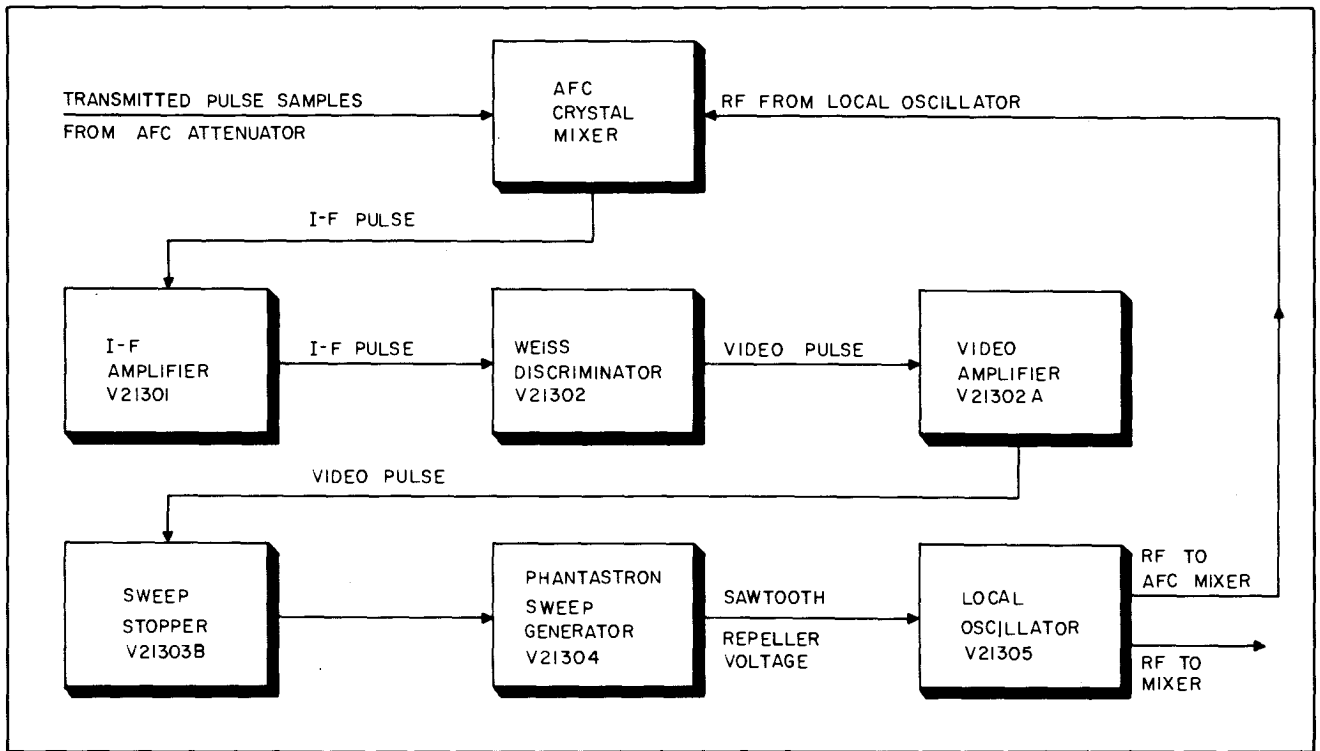 TRANSMITTED PULSE SAMPLES
FROM AFC ATTENUATOR
AFC
CRYSTAL
MIXER
RF FROM LOCAL OSCILLATOR
I-F PULSE
I-F
AMPLIFIER
V21301
I-F PULSE
WEISS
DISCRIMINATOR
V21302
VIDEO PULSE
VIDEO
AMPLIFIER
V21302A
VIDEO PULSE
SWEEP
STOPPER
V21303B
PHANTASTRON
SWEEP
GENERATOR
V21304
SAWTOOTH
REPELLER
VOLTAGE
LOCAL
OSCILLATOR
V21305
RF TO
AFC MIXER
RF TO
MIXER